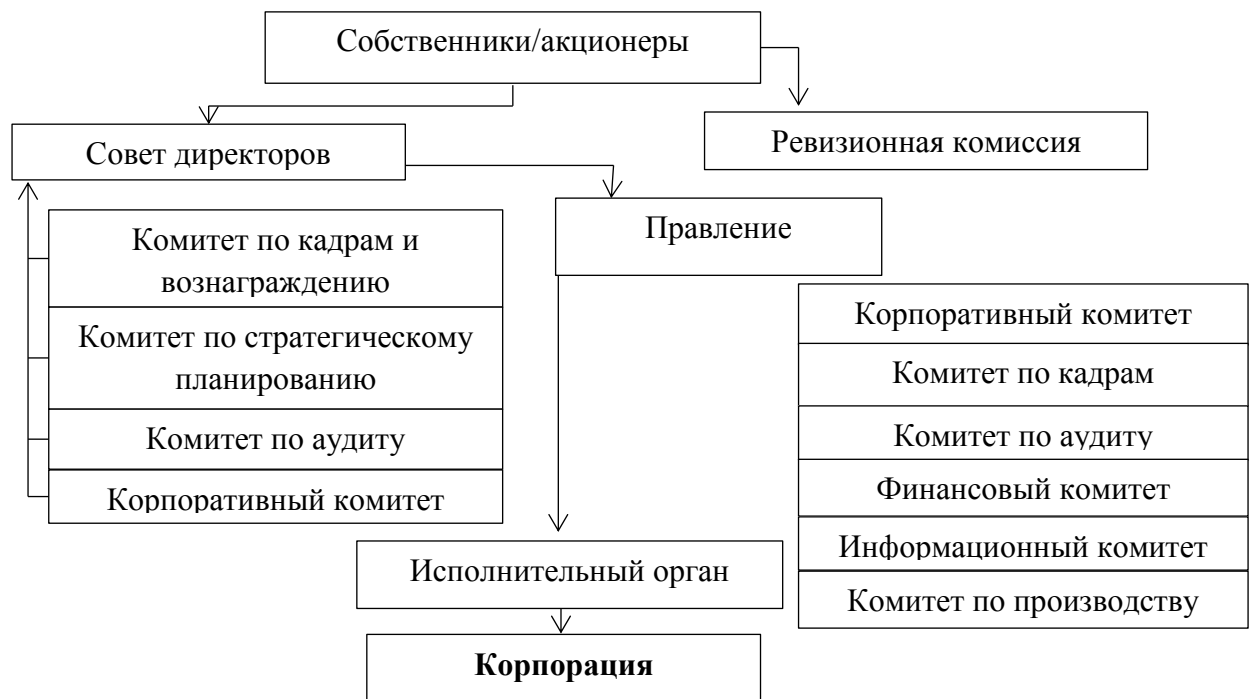 Собственники/акционеры
Совет директоров
Ревизионная комиссия
Правление
Комитет по кадрам и
вознаграждению
Комитет по стратегическому
планированию
Комитет по аудиту
Корпоративный комитет
Корпоративный комитет
Комитет по кадрам
Комитет по аудиту
Финансовый комитет
Информационный комитет
Комитет по производству
Исполнительный орган
Корпорация